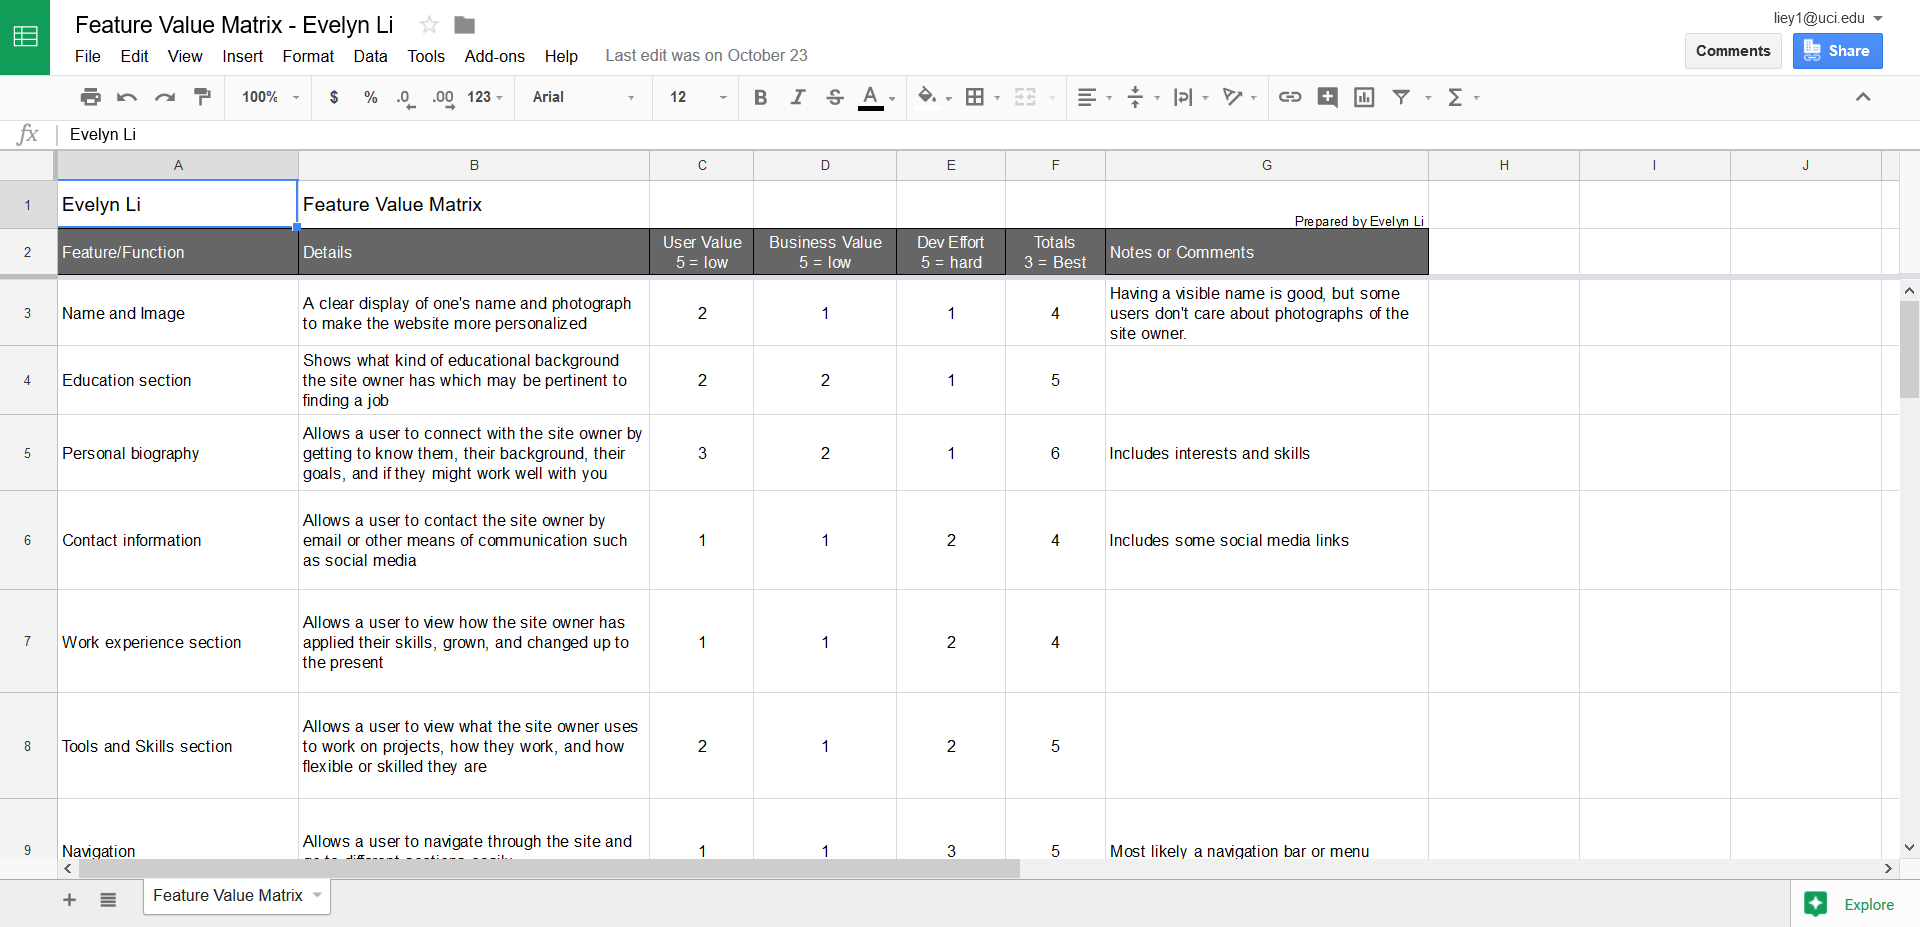 Feature Value Matrix - Evelyn Li
liey1@uci.edu
File Edit View Insert Format Data Tools Add-ons Help Last edit was on October 23
Comments
Share
100% $ % .0 .00 123 Arial 12 B I S A
fx Evelyn Li
A B C D E F G H I J
1 Evelyn Li Feature Value Matrix Prepared by Evelyn Li
2 Feature/Function Details
User Value
5 = low
Business Value
5 = low
Dev Effort
5 = hard
Totals
3 = Best
Notes or Comments
3 Name and Image
A clear display of one's name and photograph
to make the website more personalized
2 1 1 4
Having a visible name is good, but some
users don't care about photographs of the
site owner.
4 Education section
Shows what kind of educational background
the site owner has which may be pertinent to
finding a job
2 2 1 5
5 Personal biography
Allows a user to connect with the site owner by
getting to know them, their background, their
goals, and if they might work well with you
3 2 1 6
Includes interests and skills
6 Contact information
Allows a user to contact the site owner by
email or other means of communication such
as social media
1 1 2 4
Includes some social media links
7 Work experience section
Allows a user to view how the site owner has
applied their skills, grown, and changed up to
the present
1 1 2 4
8 Tools and Skills section
Allows a user to view what the site owner uses
to work on projects, how they work, and how
flexible or skilled they are
2 1 2 5
9 Navigation
Allows a user to navigate through the site and
go to different sections easily
1 1 3 5
Most likely a navigation bar or menu
Feature Value Matrix
Explore